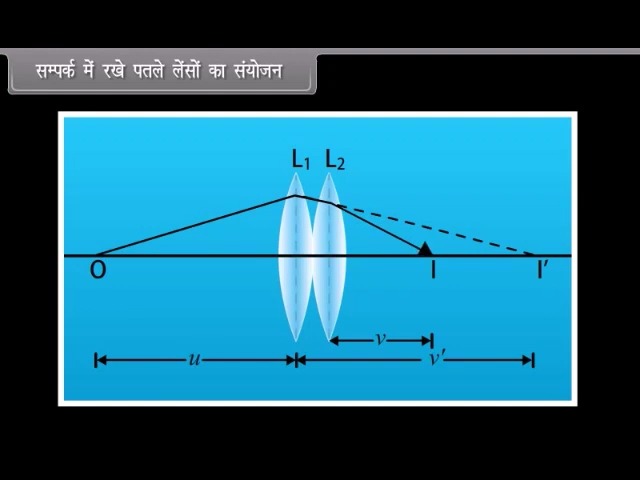 सम्पर्क में रखे पतले लेंसों का संयोजन
L₁ L₂
O I I′
v
u v′